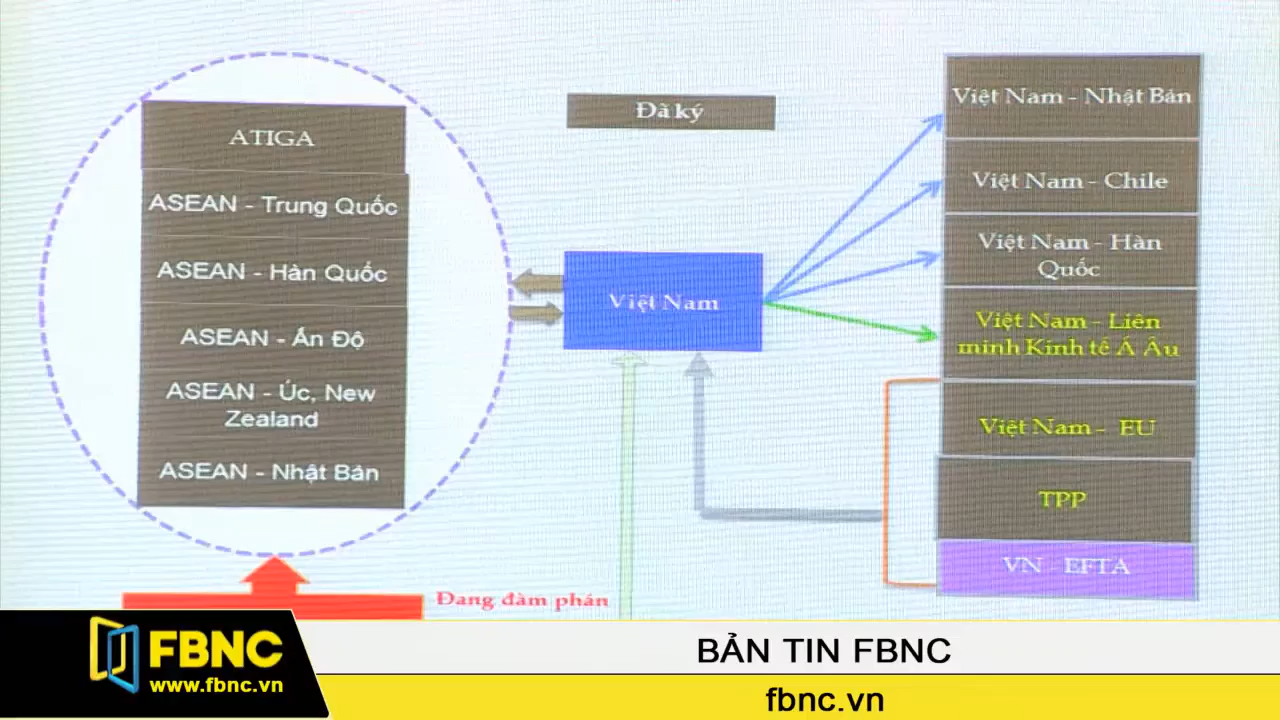 ATIGA
ASEAN - Trung Quốc
ASEAN - Hàn Quốc
ASEAN - Ấn Độ
ASEAN - Úc, New
Zealand
ASEAN - Nhật Bản
Đã ký
Việt Nam
Việt Nam - Nhật Bản
Việt Nam - Chile
Việt Nam - Hàn
Quốc
Việt Nam - Liên
minh Kinh tế Á Âu
Việt Nam - EU
TPP
VN - EFTA
Đang đàm phán
FBNC
www.fbnc.vn
BẢN TIN FBNC
fbnc.vn